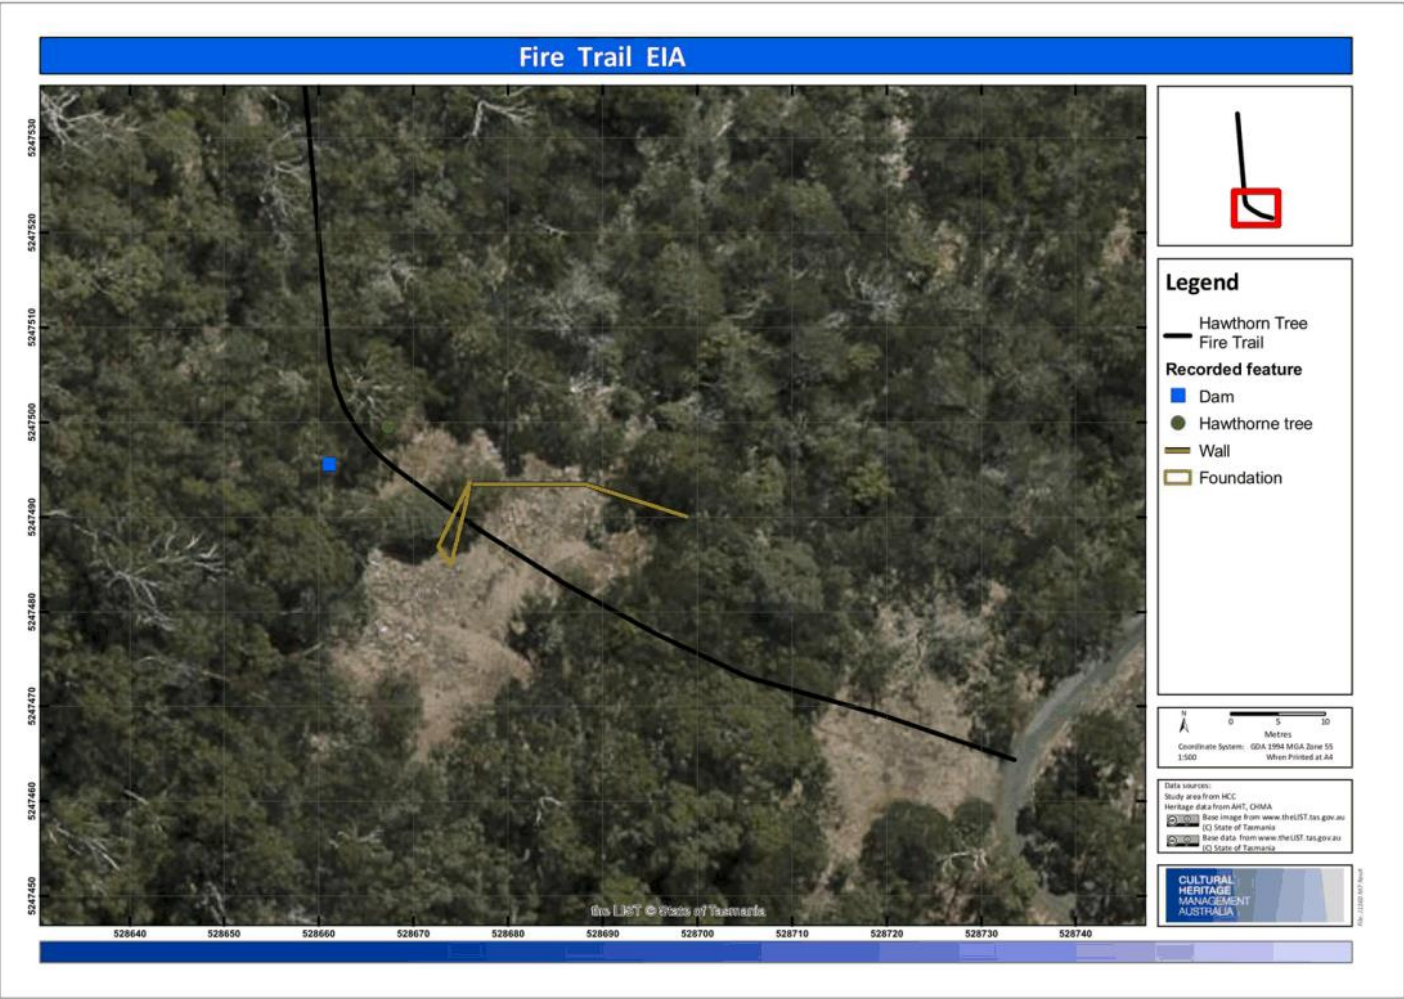 Fire Trail EIA
5247530
5247520
5247510
5247500
5247490
5247480
5247470
5247460
5247450
528640
528650
528660
528670
528680
528690
528700
528710
528720
528730
528740
the LIST © State of Tasmania
Legend
Hawthorn Tree
Fire Trail
Recorded feature
Dam
Hawthorne tree
Wall
Foundation
N
0 5 10
Metres
Coordinate System: GDA 1994 MGA Zone 55
1:500 When Printed at A4
Data sources:
Study area from HCC
Heritage data from AHT, CHMA
Base image from www.theLIST.tas.gov.au
(C) State of Tasmania
Base data from www.theLIST.tas.gov.au
(C) State of Tasmania
CULTURAL
HERITAGE
MANAGEMENT
AUSTRALIA